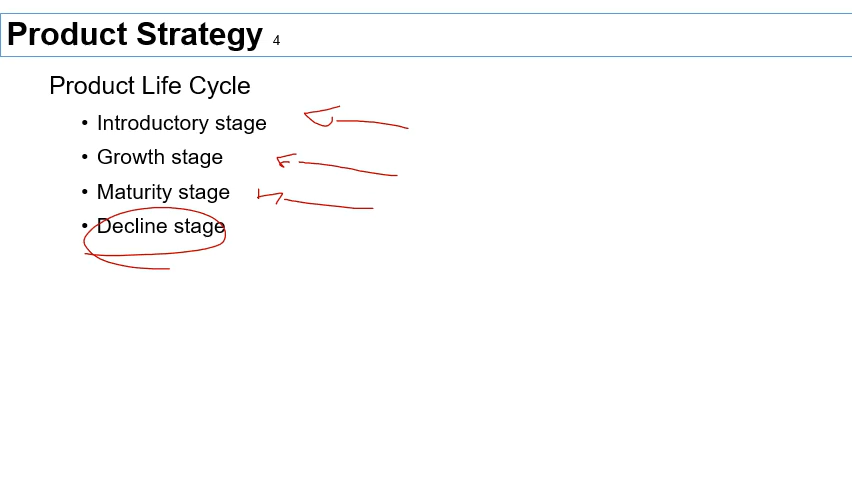 Product Strategy 4
Product Life Cycle
• Introductory stage
• Growth stage
• Maturity stage
• Decline stage